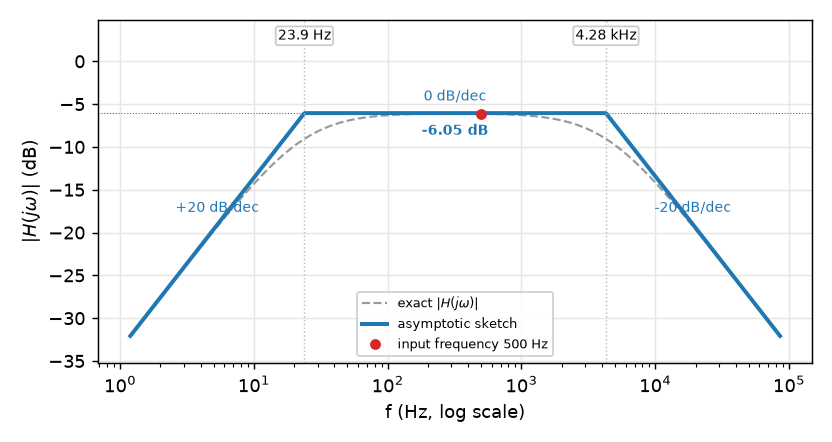 23.9 Hz
4.28 kHz
0 dB/dec
-6.05 dB
+20 dB/dec
-20 dB/dec
|H(jω)| (dB)
0
−5
−10
−15
−20
−25
−30
−35
exact |H(jω)|
asymptotic sketch
input frequency 500 Hz
10⁰
10¹
10²
10³
10⁴
10⁵
f (Hz, log scale)